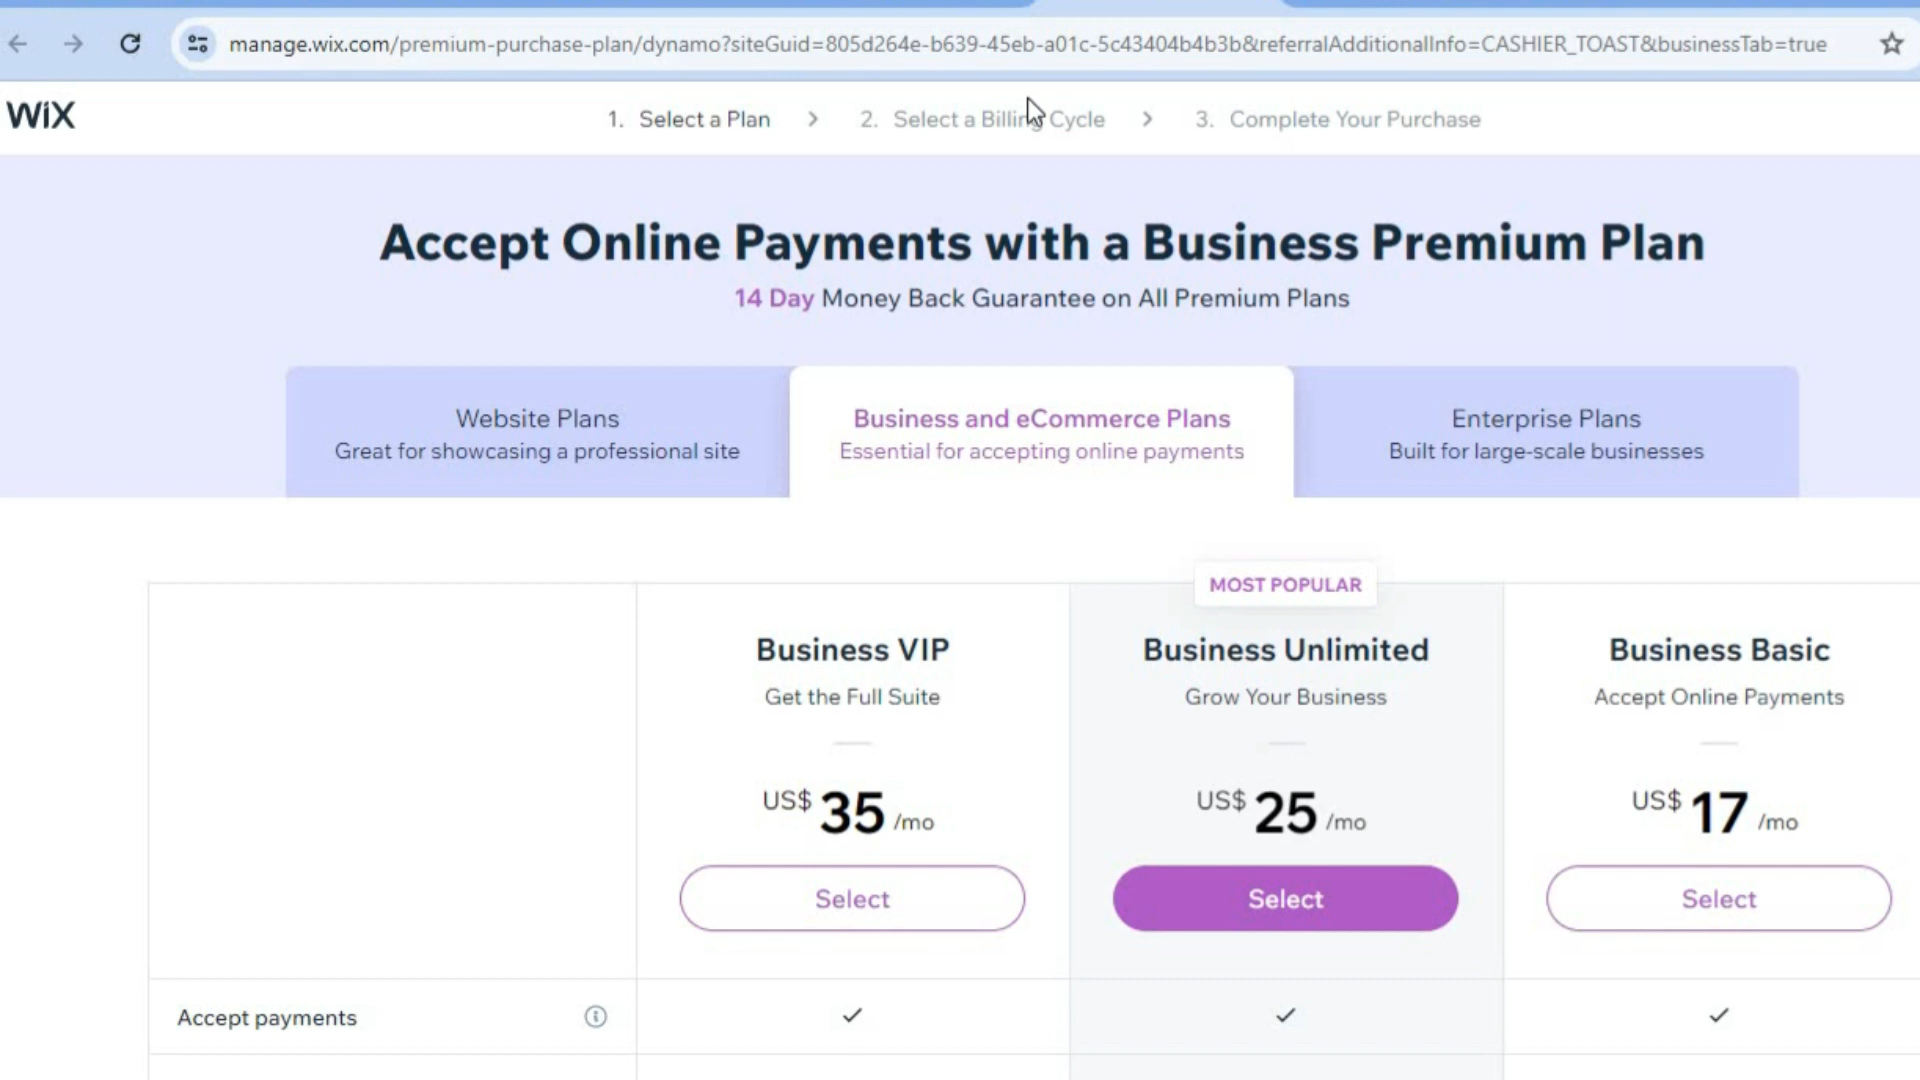 manage.wix.com/premium-purchase-plan/dynamo?siteGuid=805d264e-b639-45eb-a01c-5c43404b4b3b&referralAdditionalInfo=CASHIER_TOAST&businessTab=true
WiX
1. Select a Plan > 2. Select a Billing Cycle > 3. Complete Your Purchase
Accept Online Payments with a Business Premium Plan
14 Day Money Back Guarantee on All Premium Plans
Website Plans
Great for showcasing a professional site
Business and eCommerce Plans
Essential for accepting online payments
Enterprise Plans
Built for large-scale businesses
MOST POPULAR
Business VIP
Get the Full Suite
US$ 35 /mo
Select
Business Unlimited
Grow Your Business
US$ 25 /mo
Select
Business Basic
Accept Online Payments
US$ 17 /mo
Select
Accept payments